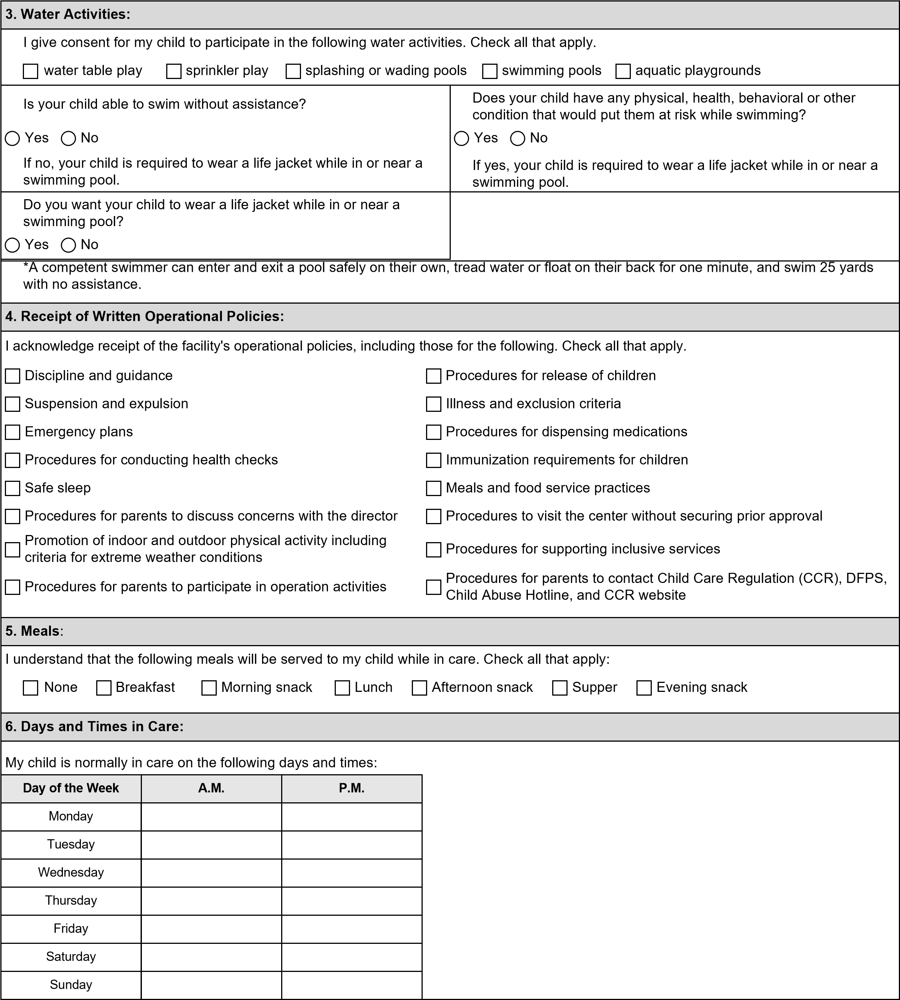 3. Water Activities:
I give consent for my child to participate in the following water activities. Check all that apply.
water table play sprinkler play splashing or wading pools swimming pools aquatic playgrounds
Is your child able to swim without assistance?
Yes No
If no, your child is required to wear a life jacket while in or near a
swimming pool.
Does your child have any physical, health, behavioral or other
condition that would put them at risk while swimming?
Yes No
If yes, your child is required to wear a life jacket while in or near a
swimming pool.
Do you want your child to wear a life jacket while in or near a
swimming pool?
Yes No
*A competent swimmer can enter and exit a pool safely on their own, tread water or float on their back for one minute, and swim 25 yards
with no assistance.
4. Receipt of Written Operational Policies:
I acknowledge receipt of the facility's operational policies, including those for the following. Check all that apply.
Discipline and guidance
Procedures for release of children
Suspension and expulsion
Illness and exclusion criteria
Emergency plans
Procedures for dispensing medications
Procedures for conducting health checks
Immunization requirements for children
Safe sleep
Meals and food service practices
Procedures for parents to discuss concerns with the director
Procedures to visit the center without securing prior approval
Promotion of indoor and outdoor physical activity including
criteria for extreme weather conditions
Procedures for supporting inclusive services
Procedures for parents to participate in operation activities
Procedures for parents to contact Child Care Regulation (CCR), DFPS,
Child Abuse Hotline, and CCR website
5. Meals:
I understand that the following meals will be served to my child while in care. Check all that apply:
None Breakfast Morning snack Lunch Afternoon snack Supper Evening snack
6. Days and Times in Care:
My child is normally in care on the following days and times:
Day of the Week A.M. P.M.
Monday
Tuesday
Wednesday
Thursday
Friday
Saturday
Sunday